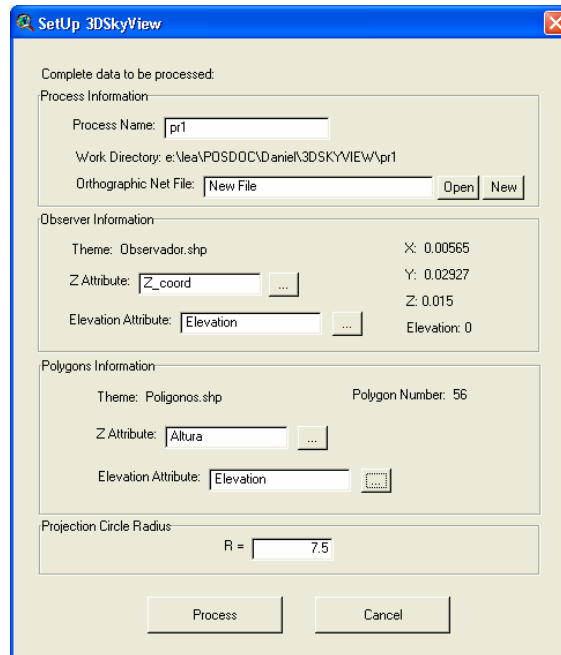 SetUp 3DSkyView
Complete data to be processed:
Process Information
Process Name: pr1
Work Directory: e:\lea\POSDOC\Daniel\3DSKYVIEW\pr1
Orthographic Net File: New File Open New
Observer Information
Theme: Observador.shp X: 0.00565
Y: 0.02927
Z Attribute: Z_coord ...
Z: 0.015
Elevation Attribute: Elevation ... Elevation: 0
Polygons Information
Theme: Poligonos.shp Polygon Number: 56
Z Attribute: Altura ...
Elevation Attribute: Elevation ...
Projection Circle Radius
R = 7.5
Process Cancel